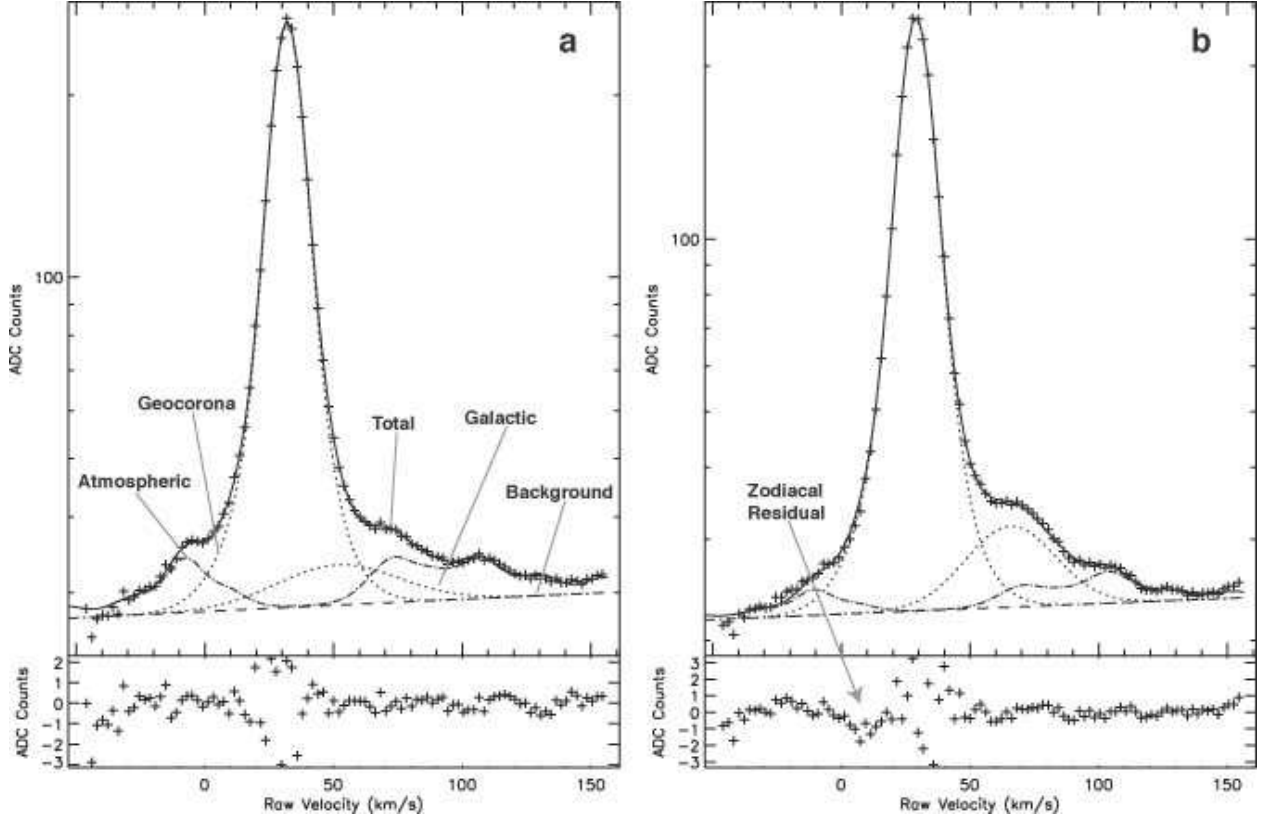 a
100
ADC Counts
Geocorona
Atmospheric
Total
Galactic
Background
2
1
0
−1
−2
−3
ADC Counts
0
50
100
150
Raw Velocity (km/s)
b
100
ADC Counts
Zodiacal
Residual
3
2
1
0
−1
−2
−3
ADC Counts
0
50
100
150
Raw Velocity (km/s)